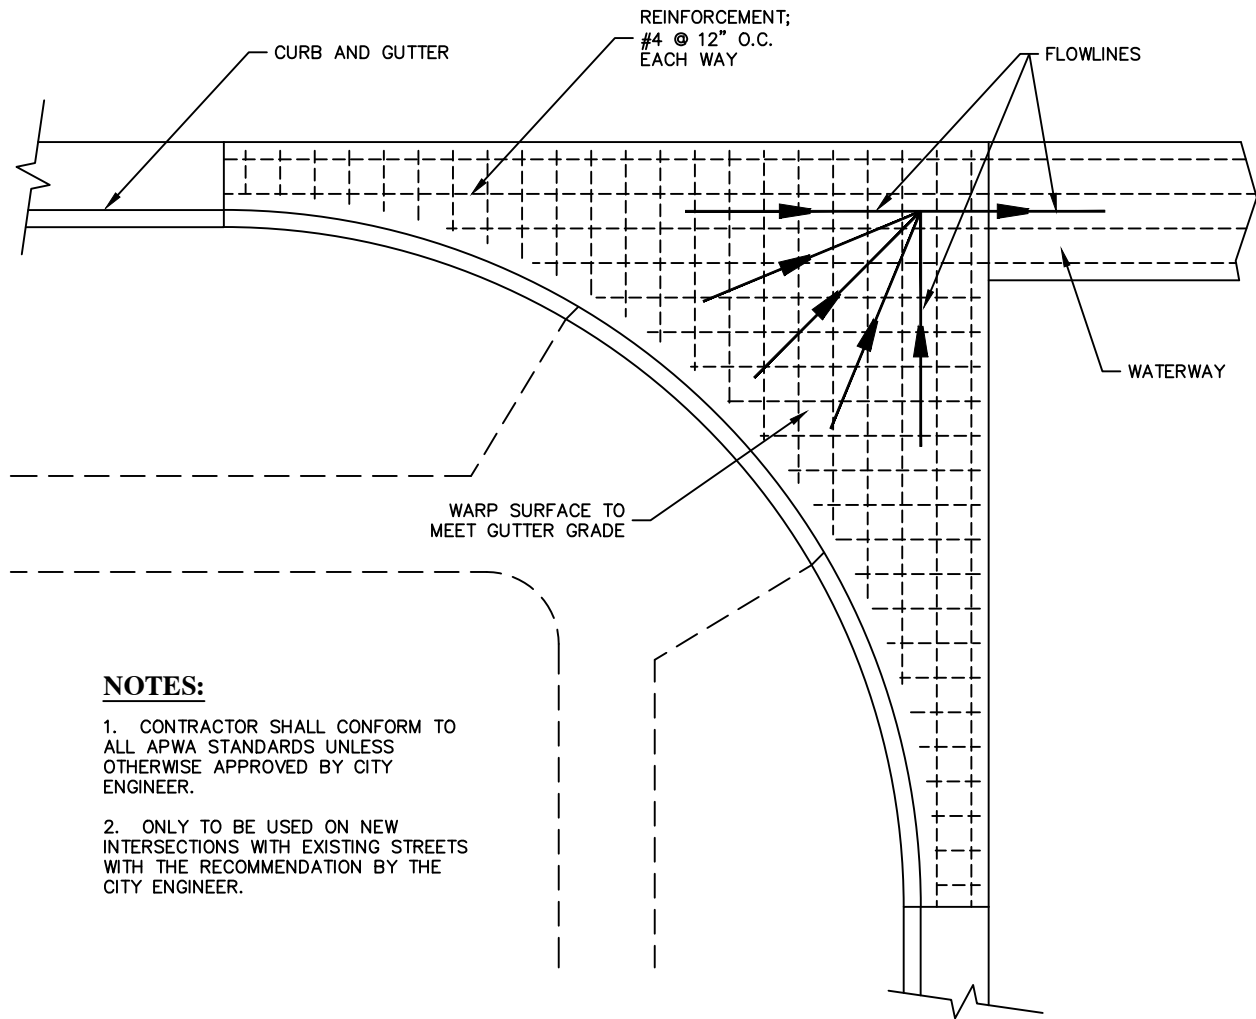 REINFORCEMENT;
#4 @ 12" O.C.
EACH WAY
CURB AND GUTTER
FLOWLINES
WATERWAY
WARP SURFACE TO
MEET GUTTER GRADE
NOTES:
1. CONTRACTOR SHALL CONFORM TO
ALL APWA STANDARDS UNLESS
OTHERWISE APPROVED BY CITY
ENGINEER.
2. ONLY TO BE USED ON NEW
INTERSECTIONS WITH EXISTING STREETS
WITH THE RECOMMENDATION BY THE
CITY ENGINEER.